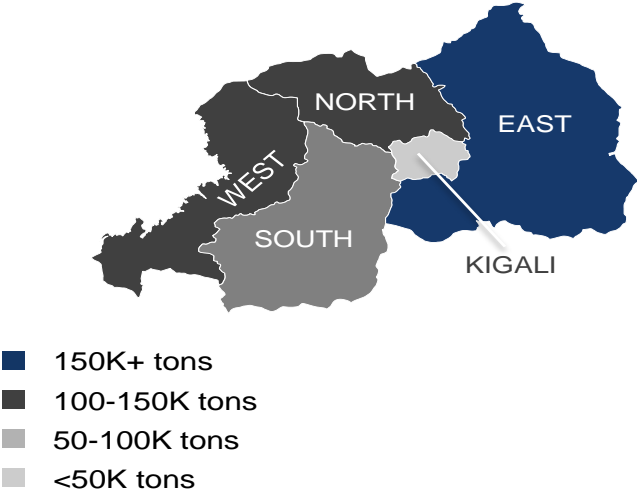 NORTH
EAST
WEST
SOUTH
KIGALI
150K+ tons
100-150K tons
50-100K tons
<50K tons